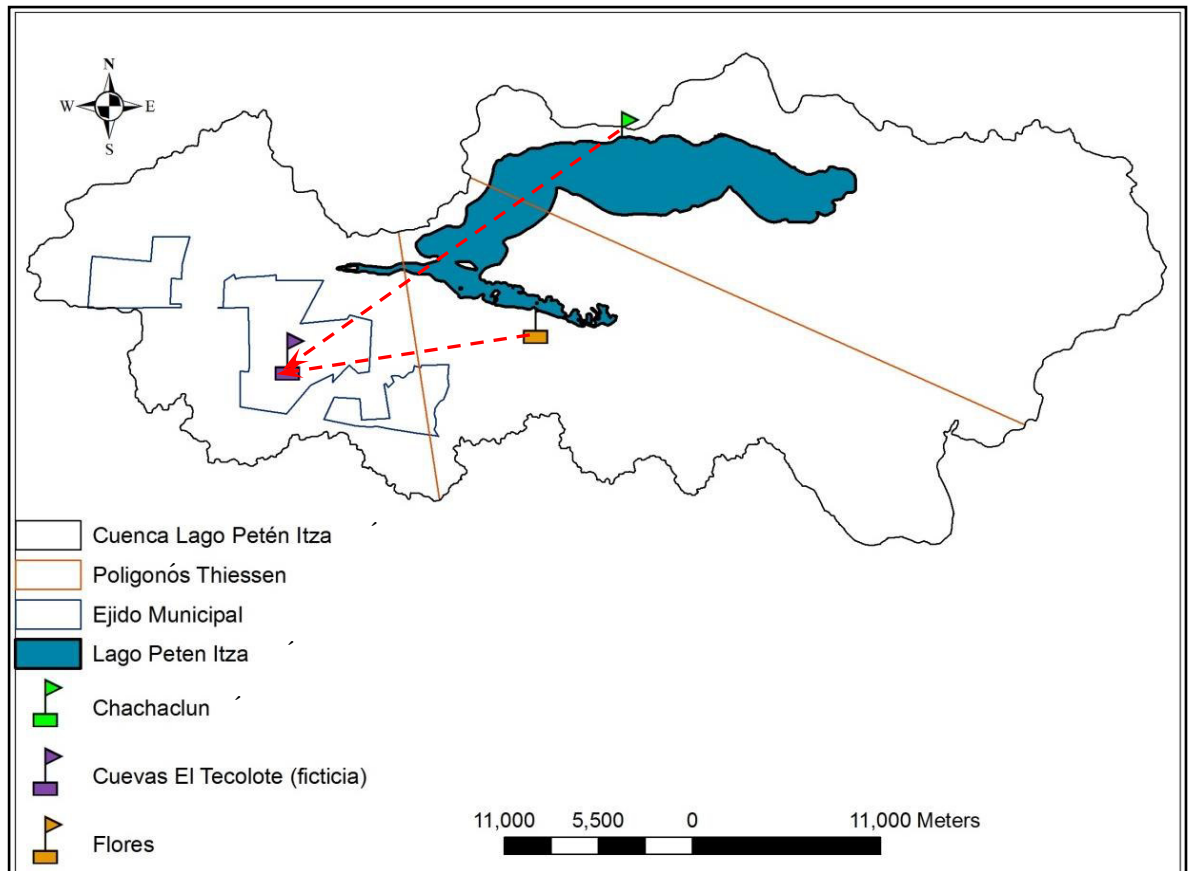 N
W E
S
Cuenca Lago Petén Itza ´
Poligonós Thiessen
Ejido Municipal
Lago Peten Itza ´
Chachaclun ´
Cuevas El Tecolote (ficticia)
Flores
11,000 5,500 0 11,000 Meters